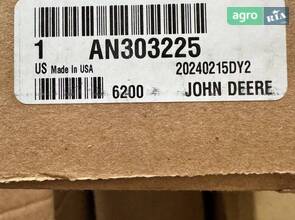 agro RIA
1 AN303225
US Made In USA 20240215DY2
6200 JOHN DEERE